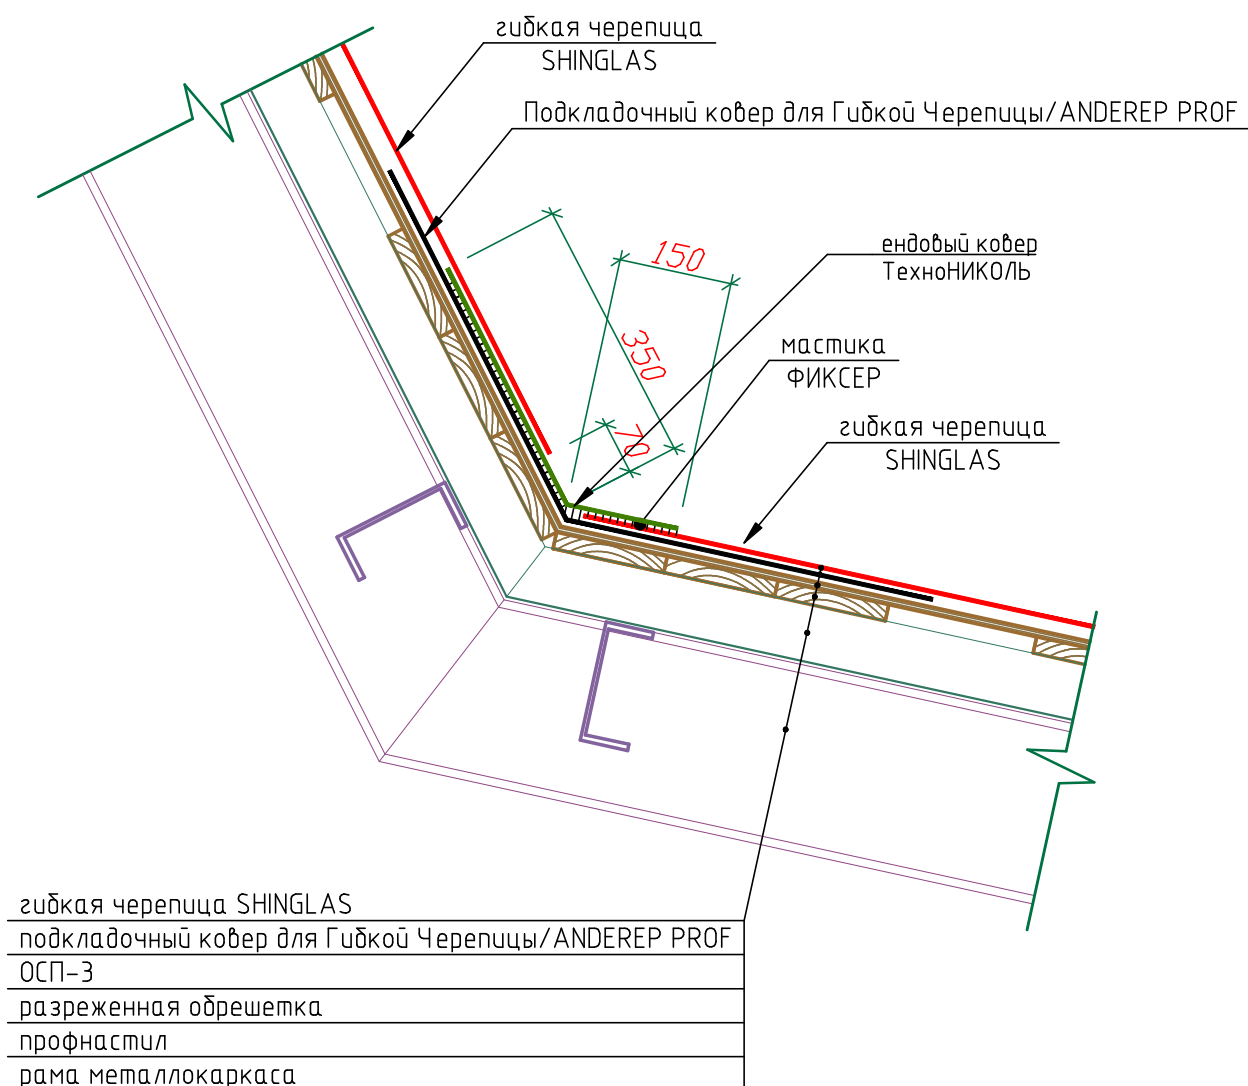 гибкая черепица
SHINGLAS
Подкладочный ковер для Гибкой Черепицы/ANDEREP PROF
ендовый ковер
ТехноНИКОЛЬ
150
350
мастика
ФИКСЕР
70
гибкая черепица
SHINGLAS
гибкая черепица SHINGLAS
подкладочный ковер для Гибкой Черепицы/ANDEREP PROF
ОСП-3
разреженная обрешетка
профнастил
рама металлокаркаса